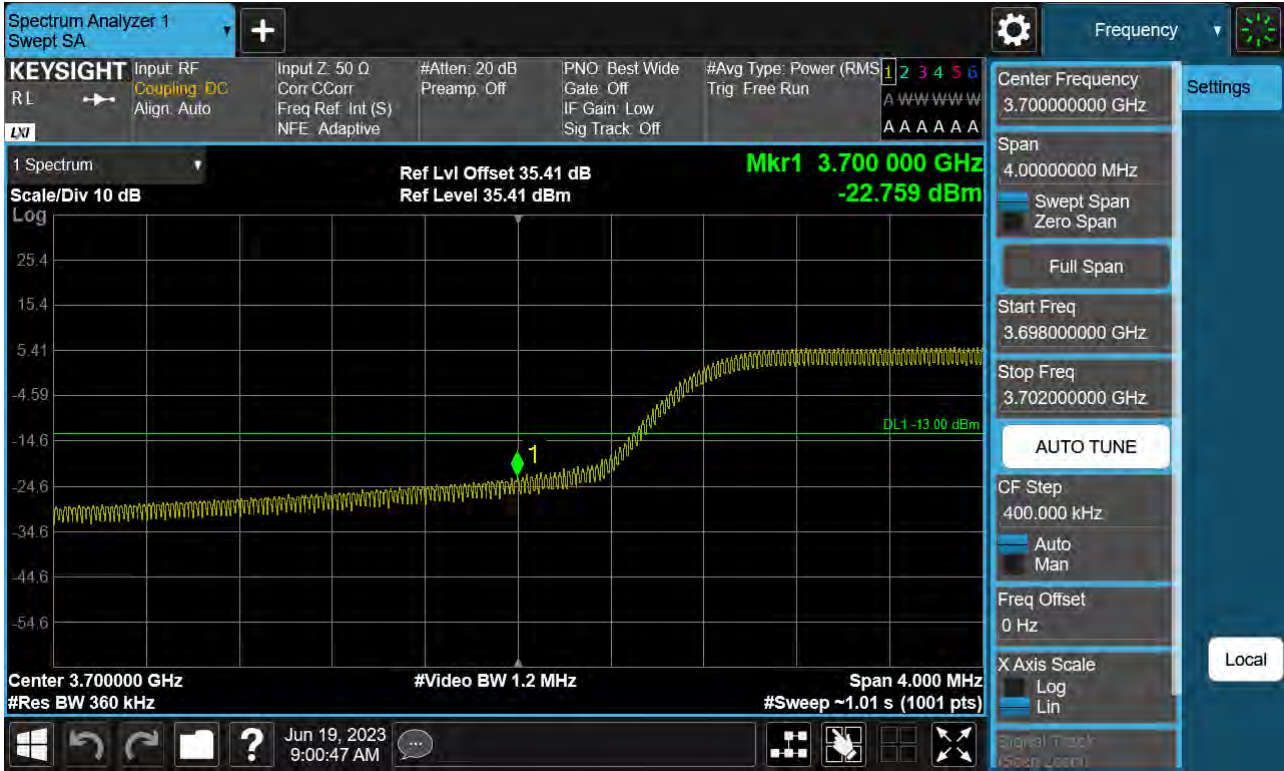 Spectrum Analyzer 1
Swept SA
+
Frequency
KEYSIGHT
RL
LXI
Input: RF
Coupling: DC
Align: Auto
Input Z: 50 Ω
Corr CCorr
Freq Ref: Int (S)
NFE: Adaptive
#Atten: 20 dB
Preamp: Off
PNO: Best Wide
Gate: Off
IF Gain: Low
Sig Track: Off
#Avg Type: Power (RMS
Trig: Free Run
1 2 3 4 5 6
A W W W W W
A A A A A A
1 Spectrum
Scale/Div 10 dB
Log
Ref Lvl Offset 35.41 dB
Ref Level 35.41 dBm
Mkr1 3.700 000 GHz
-22.759 dBm
25.4
15.4
5.41
-4.59
DL1 -13.00 dBm
-14.6
1
-24.6
-34.6
-44.6
-54.6
Center 3.700000 GHz
#Res BW 360 kHz
#Video BW 1.2 MHz
Span 4.000 MHz
#Sweep ~1.01 s (1001 pts)
Center Frequency
3.700000000 GHz
Settings
Span
4.00000000 MHz
Swept Span
Zero Span
Full Span
Start Freq
3.698000000 GHz
Stop Freq
3.702000000 GHz
AUTO TUNE
CF Step
400.000 kHz
Auto
Man
Freq Offset
0 Hz
X Axis Scale
Log
Lin
Local
Signal Track
(Span Zoom)
?
Jun 19, 2023
9:00:47 AM